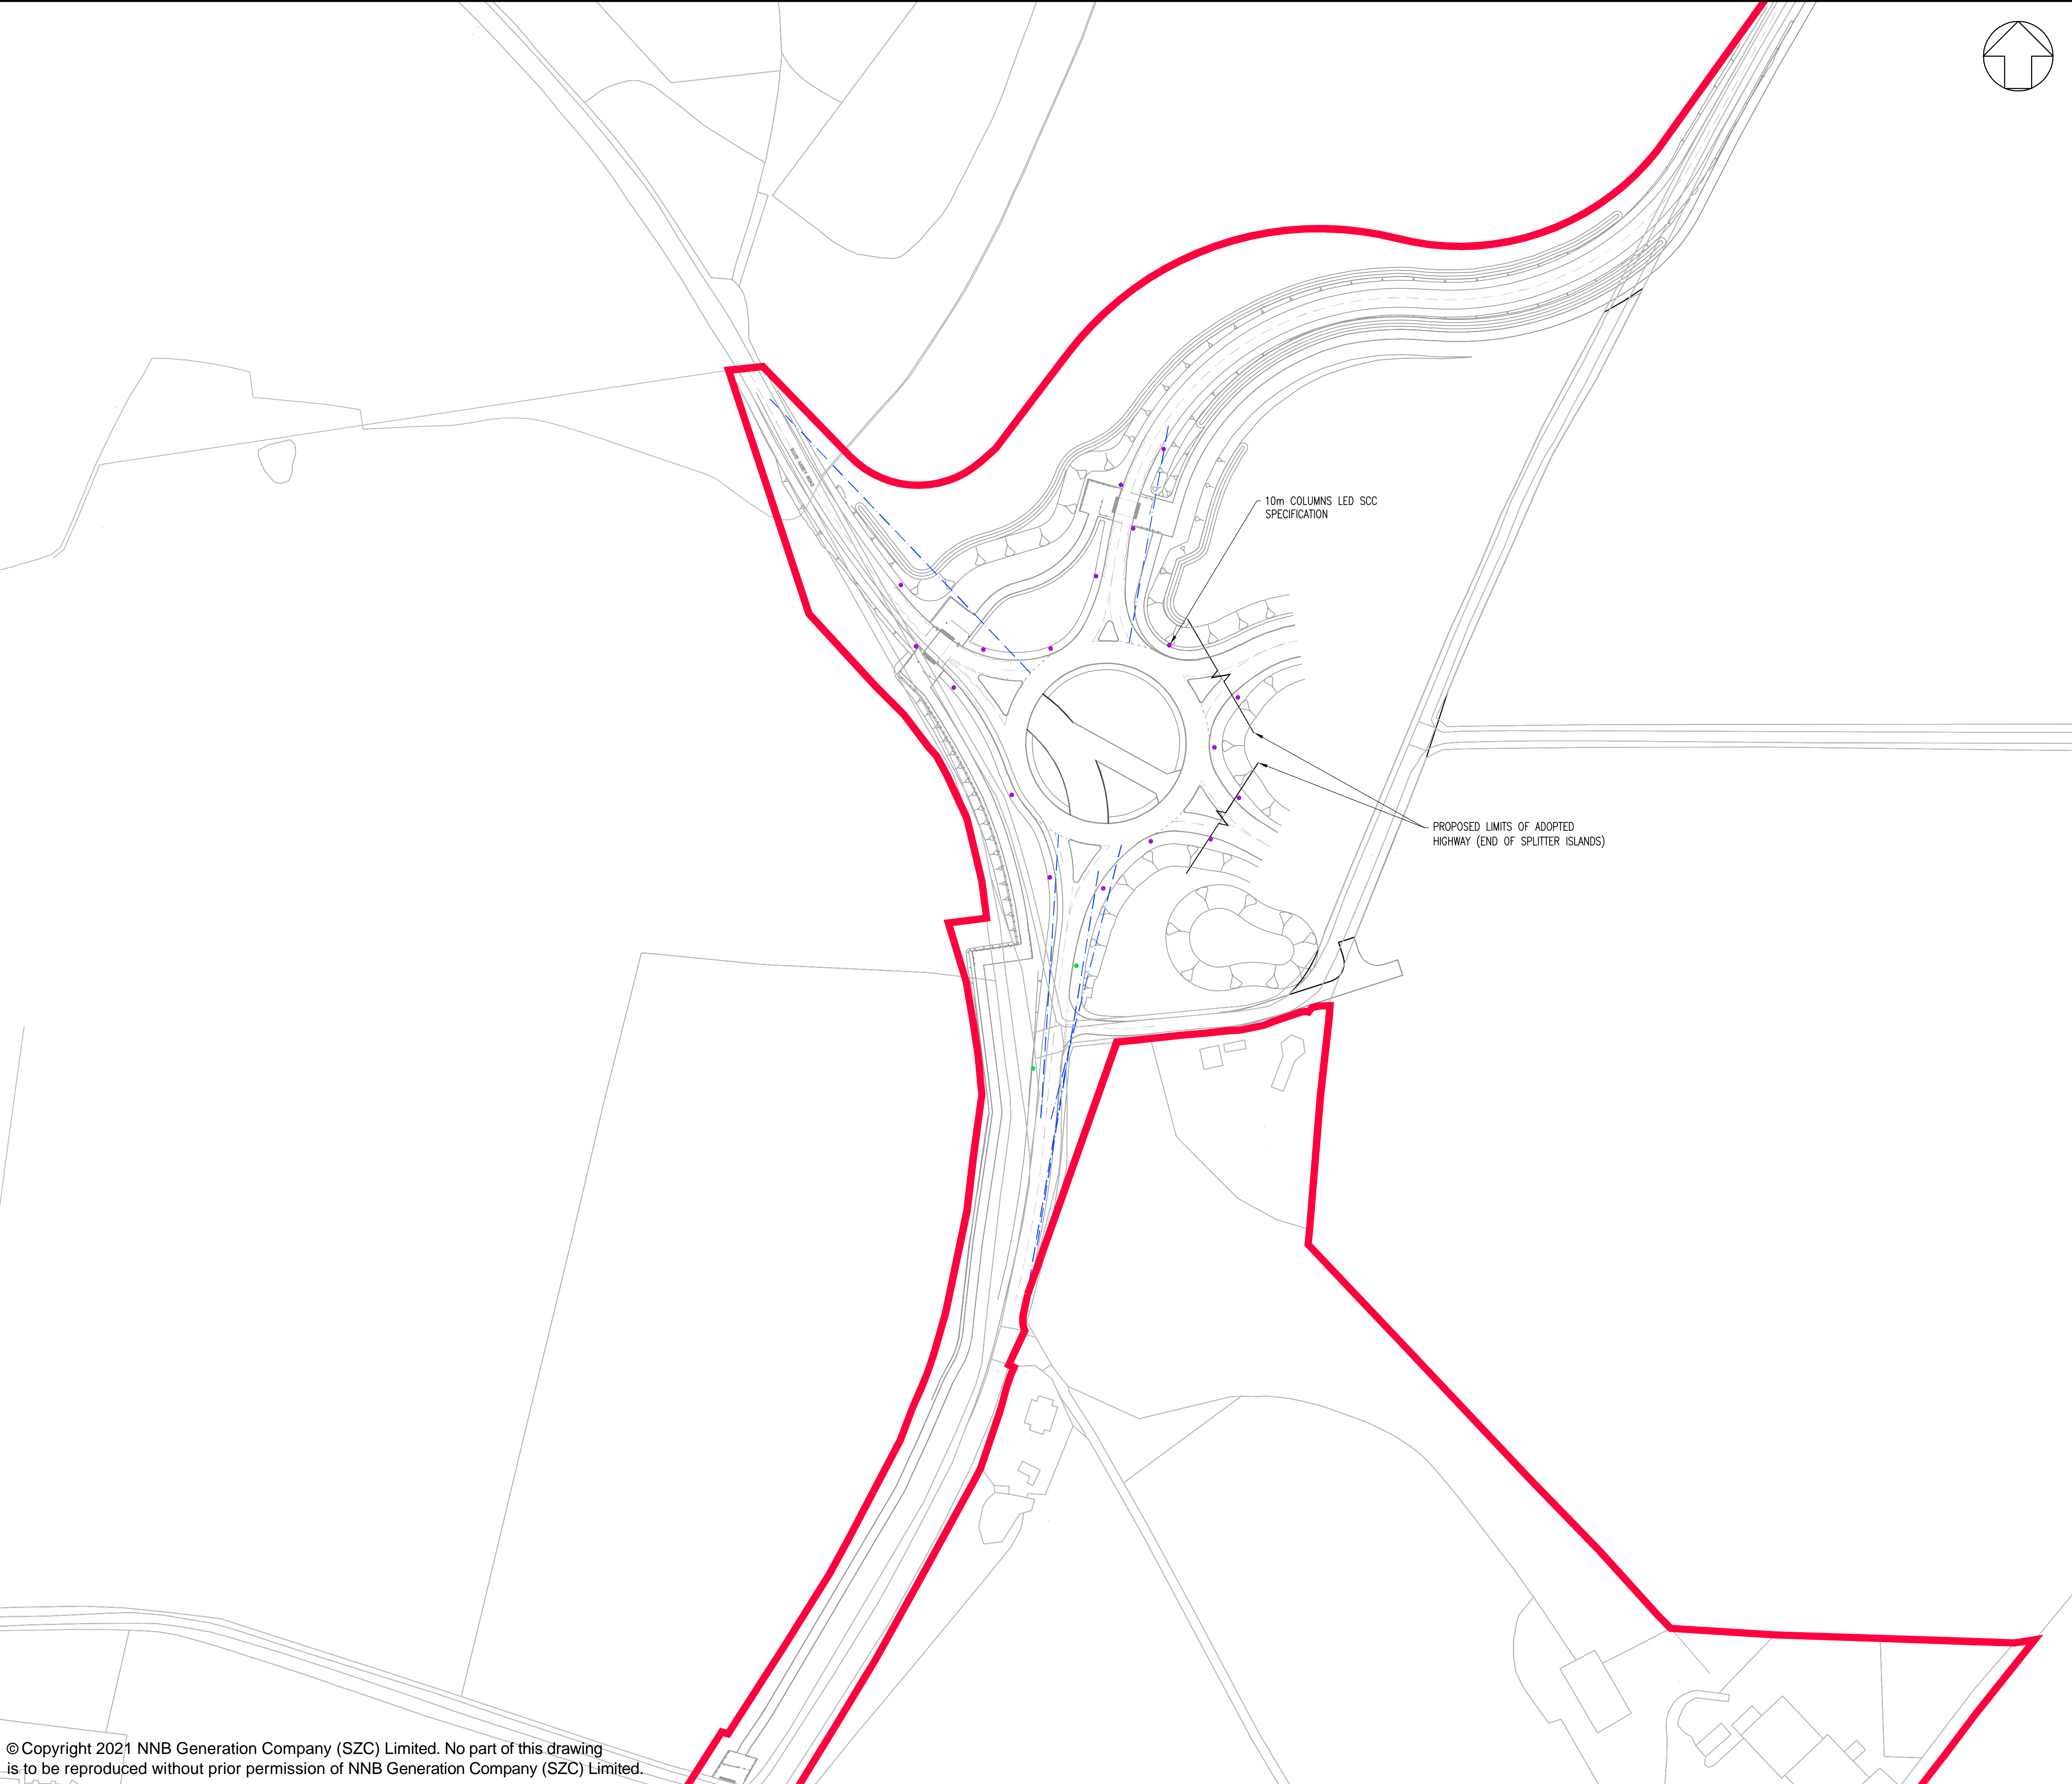 10m COLUMNS LED SCC
SPECIFICATION
PROPOSED LIMITS OF ADOPTED
HIGHWAY (END OF SPLITTER ISLANDS)
© Copyright 2021 NNB Generation Company (SZC) Limited. No part of this drawing
is to be reproduced without prior permission of NNB Generation Company (SZC) Limited.